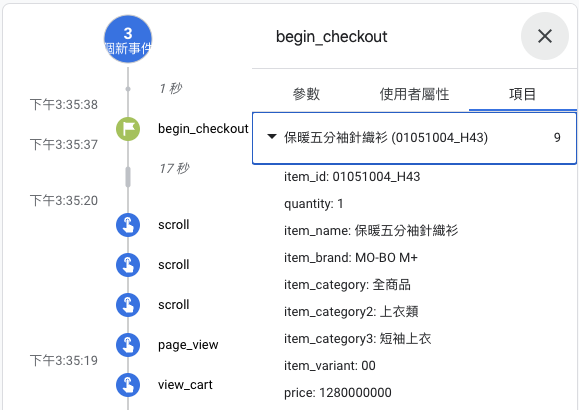 3
個新事件
1 秒
下午3:35:38
begin_checkout
下午3:35:37
17 秒
下午3:35:20
scroll
scroll
scroll
page_view
下午3:35:19
view_cart
begin_checkout
參數 使用者屬性 項目
保暖五分袖針織衫 (01051004_H43) 9
item_id: 01051004_H43
quantity: 1
item_name: 保暖五分袖針織衫
item_brand: MO-BO M+
item_category: 全商品
item_category2: 上衣類
item_category3: 短袖上衣
item_variant: 00
price: 1280000000